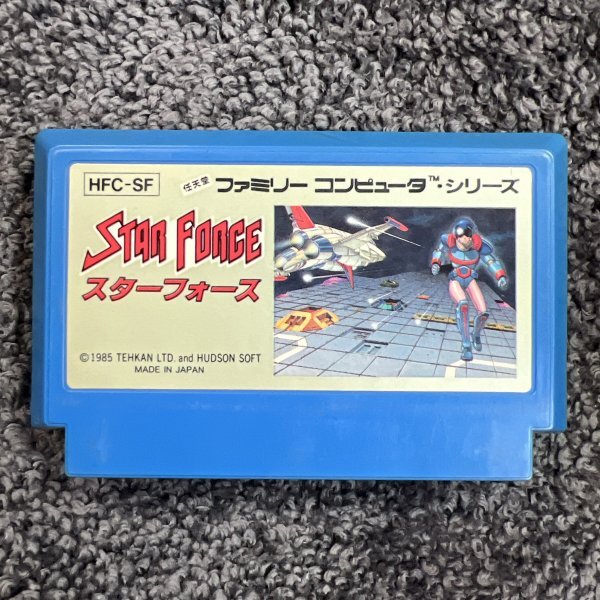 HFC-SF
任天堂 ファミリー コンピュータ™・シリーズ
STAR FORCE
スターフォース
©1985 TEHKAN LTD. and HUDSON SOFT
MADE IN JAPAN